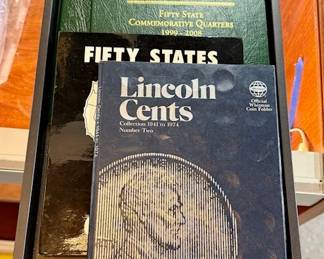 FIFTY STATE
COMMEMORATIVE QUARTERS
1999 - 2008
FIFTY STATES
Lincoln
Cents
Collection 1941 to 1974
Number Two
Official
Whitman
Coin Folder